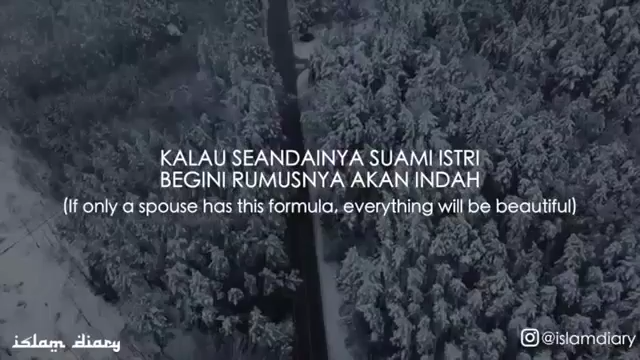 KALAU SEANDAINYA SUAMI ISTRI
BEGINI RUMUSNYA AKAN INDAH
(If only a spouse has this formula, everything will be beautiful)
islam diary
@islamdiary